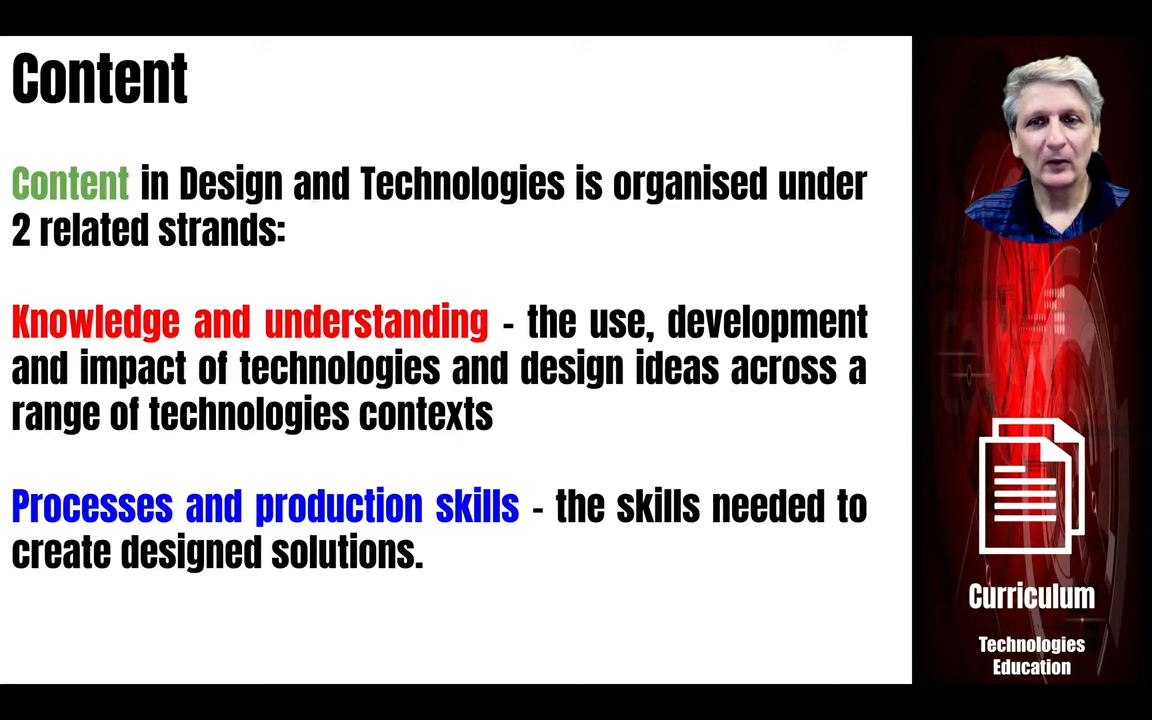 Content
Content in Design and Technologies is organised under
2 related strands:
Knowledge and understanding - the use, development
and impact of technologies and design ideas across a
range of technologies contexts
Processes and production skills - the skills needed to
create designed solutions.
Curriculum
Technologies
Education